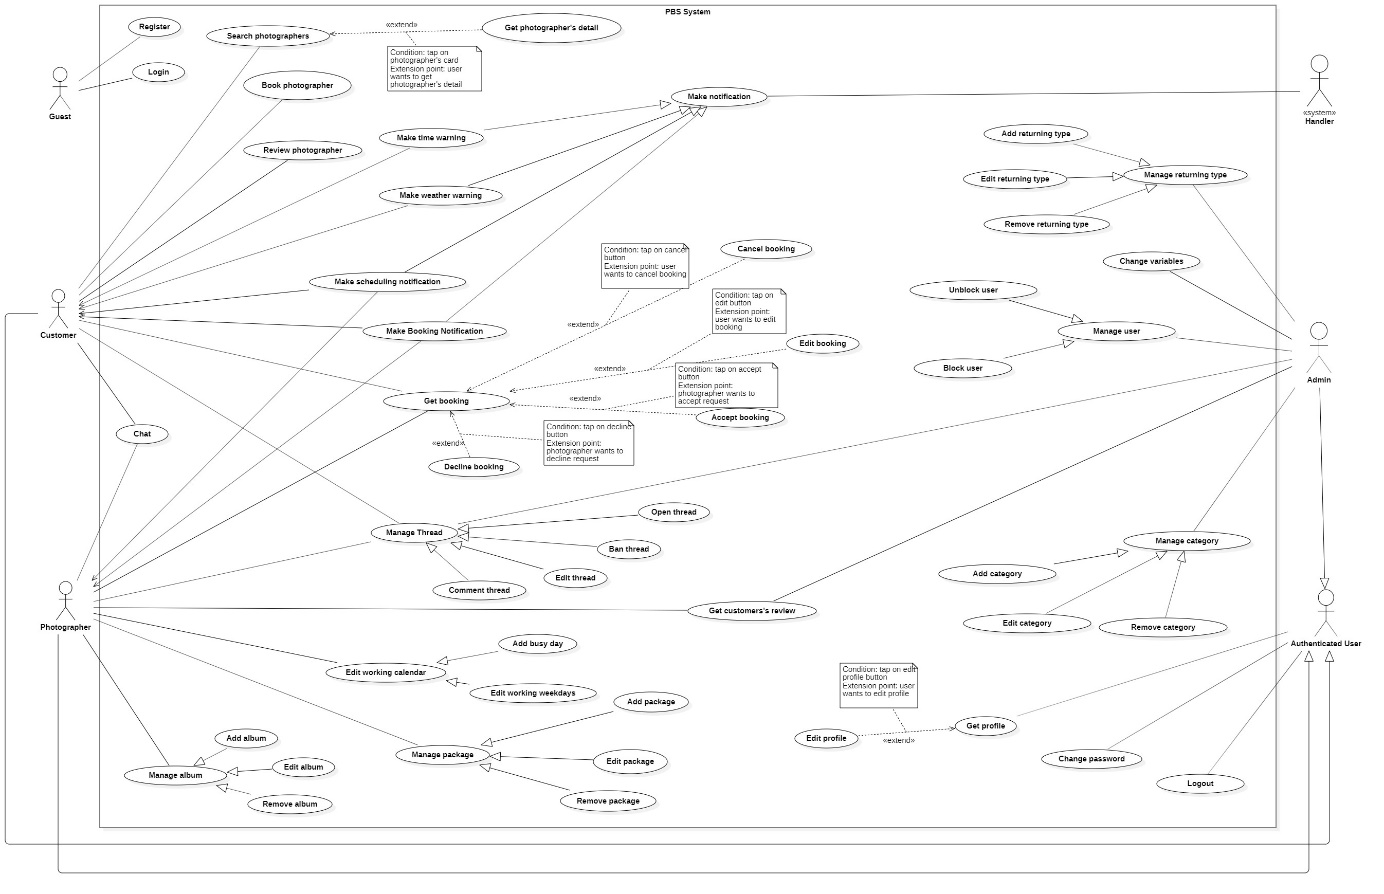 PBS System
Register
Search photographers
«extend»
Get photographer's detail
Condition: tap on
photographer's card
Extension point: user
wants to get
photographer's detail
Login
Guest
Book photographer
Make notification
«system»
Handler
Make time warning
Review photographer
Add returning type
Manage returning type
Edit returning type
Make weather warning
Remove returning type
Condition: tap on cancel
button
Extension point: user
wants to cancel booking
Cancel booking
Change variables
Make scheduling notification
Unblock user
Condition: tap on
edit button
Extension point:
user wants to edit
booking
«extend»
Customer
Make Booking Notification
Manage user
Edit booking
Block user
«extend»
Admin
Condition: tap on accept
button
Extension point:
photographer wants to
accept request
Get booking
«extend»
Accept booking
Chat
«extend»
Condition: tap on decline
button
Extension point:
photographer wants to
decline request
Decline booking
Open thread
Manage Thread
Ban thread
Manage category
Edit thread
Add category
Comment thread
Get customers's review
Edit category
Remove category
Photographer
Authenticated User
Add busy day
Edit working calendar
Edit working weekdays
Condition: tap on edit
profile button
Extension point: user
wants to edit profile
Add package
Get profile
Edit profile
«extend»
Add album
Manage package
Edit package
Change password
Manage album
Edit album
Logout
Remove album
Remove package